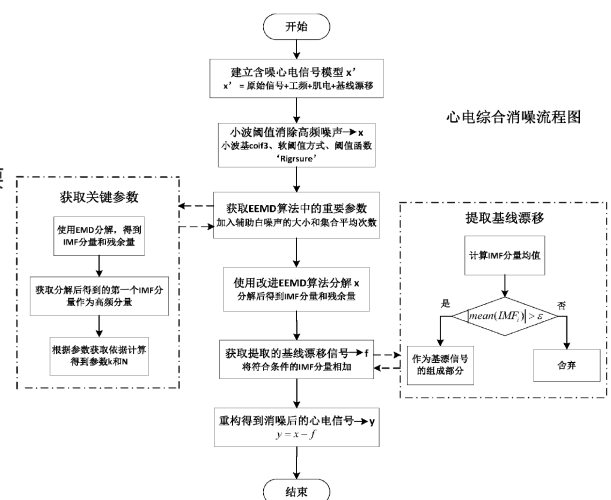 开始
建立含噪心电信号模型 x’
x’ = 原始信号+工频+肌电+基线漂移
心电综合消噪流程图
小波阈值消除高频噪声→x
小波基coif3、软阈值方式、阈值函数
‘Rigrsure’
获取关键参数
使用EMD分解，得到
IMF分量和残余量
获取分解后得到的第一个IMF分
量作为高频分量
根据参数获取依据计算
得到参数k和N
获取EEMD算法中的重要参数
加入辅助白噪声的大小和集合平均次数
使用改进EEMD算法分解 x
分解后得到IMF分量和残余量
获取提取的基线漂移信号→f
将符合条件的IMF分量相加
重构得到消噪后的心电信号→y
y = x − f
结束
提取基线漂移
计算IMF分量均值
是
否
|mean(IMFi)| > ε
作为基漂信号
的组成部分
舍弃